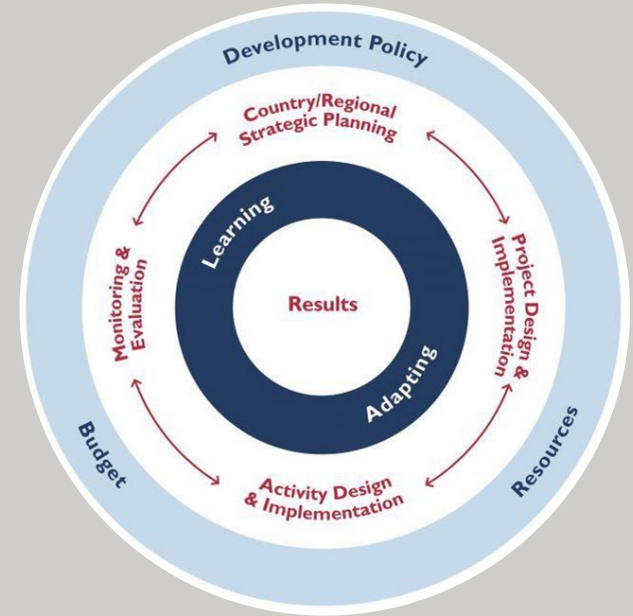 Development Policy
Country/Regional
Strategic Planning
Learning
Monitoring &
Evaluation
Results
Project Design &
Implementation
Adapting
Budget
Resources
Activity Design
& Implementation